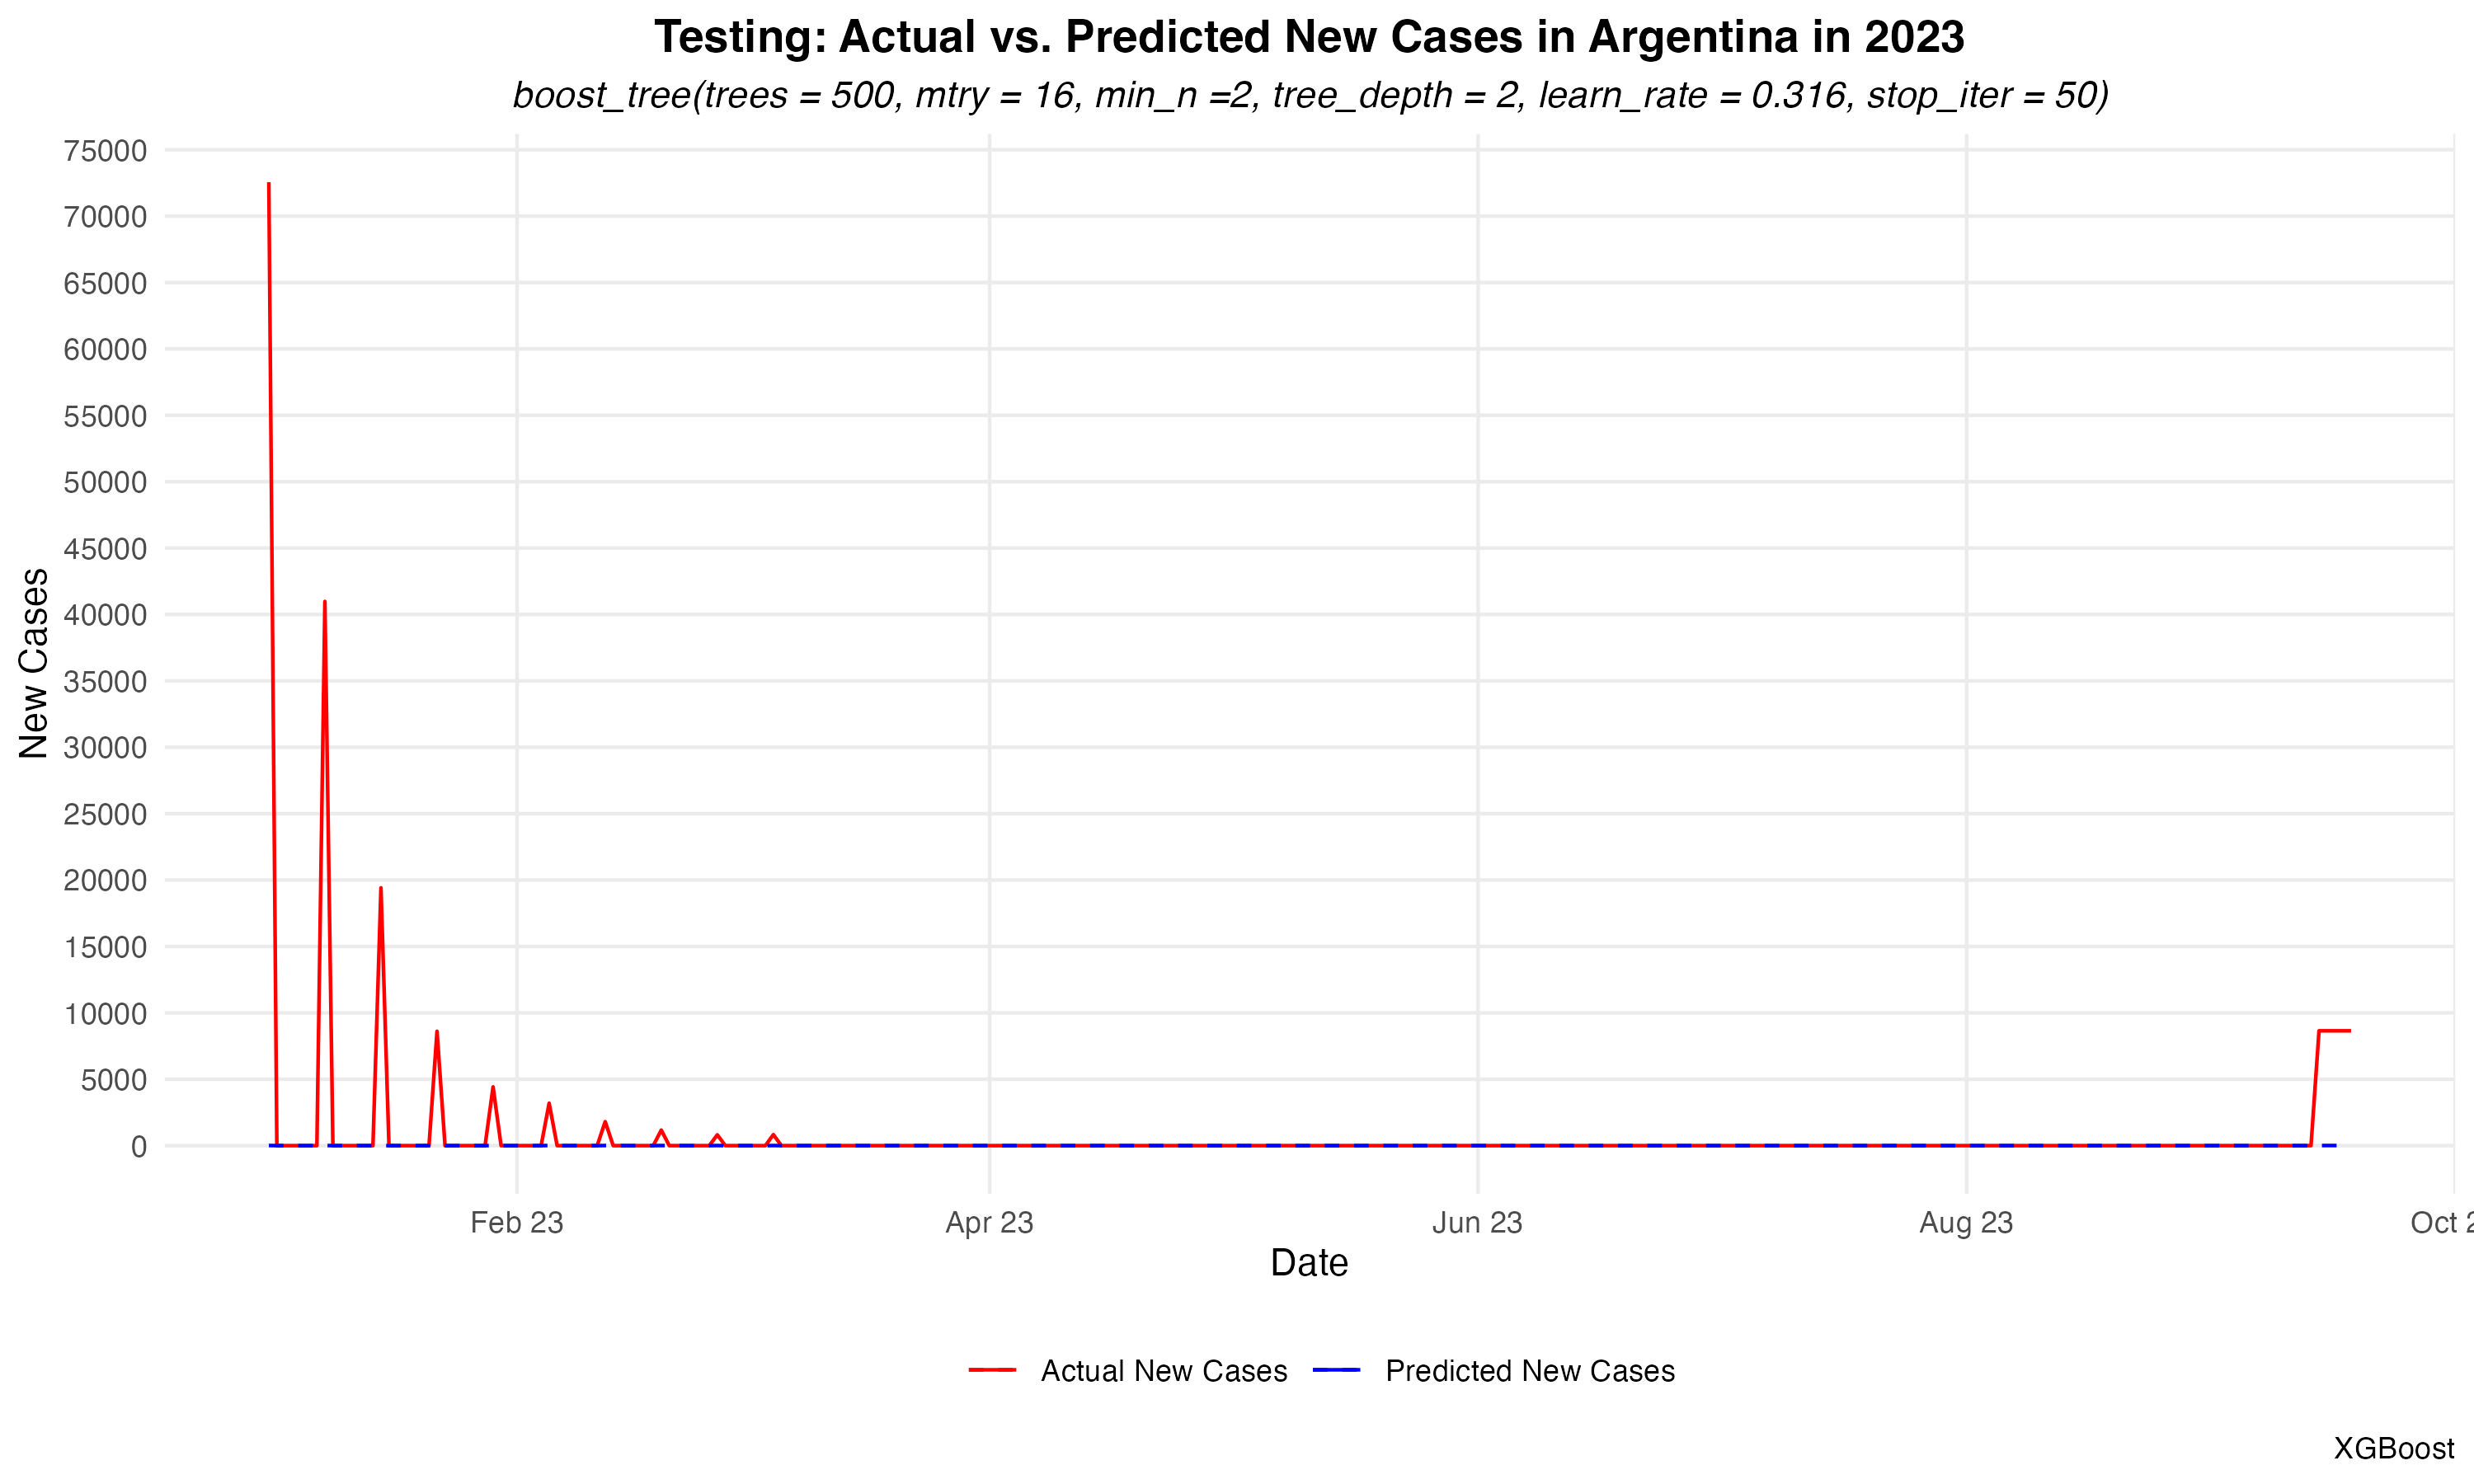 Testing: Actual vs. Predicted New Cases in Argentina in 2023
boost_tree(trees = 500, mtry = 16, min_n =2, tree_depth = 2, learn_rate = 0.316, stop_iter = 50)
New Cases
75000
70000
65000
60000
55000
50000
45000
40000
35000
30000
25000
20000
15000
10000
5000
0
Feb 23
Apr 23
Jun 23
Aug 23
Oct 2
Date
Actual New Cases
Predicted New Cases
XGBoost